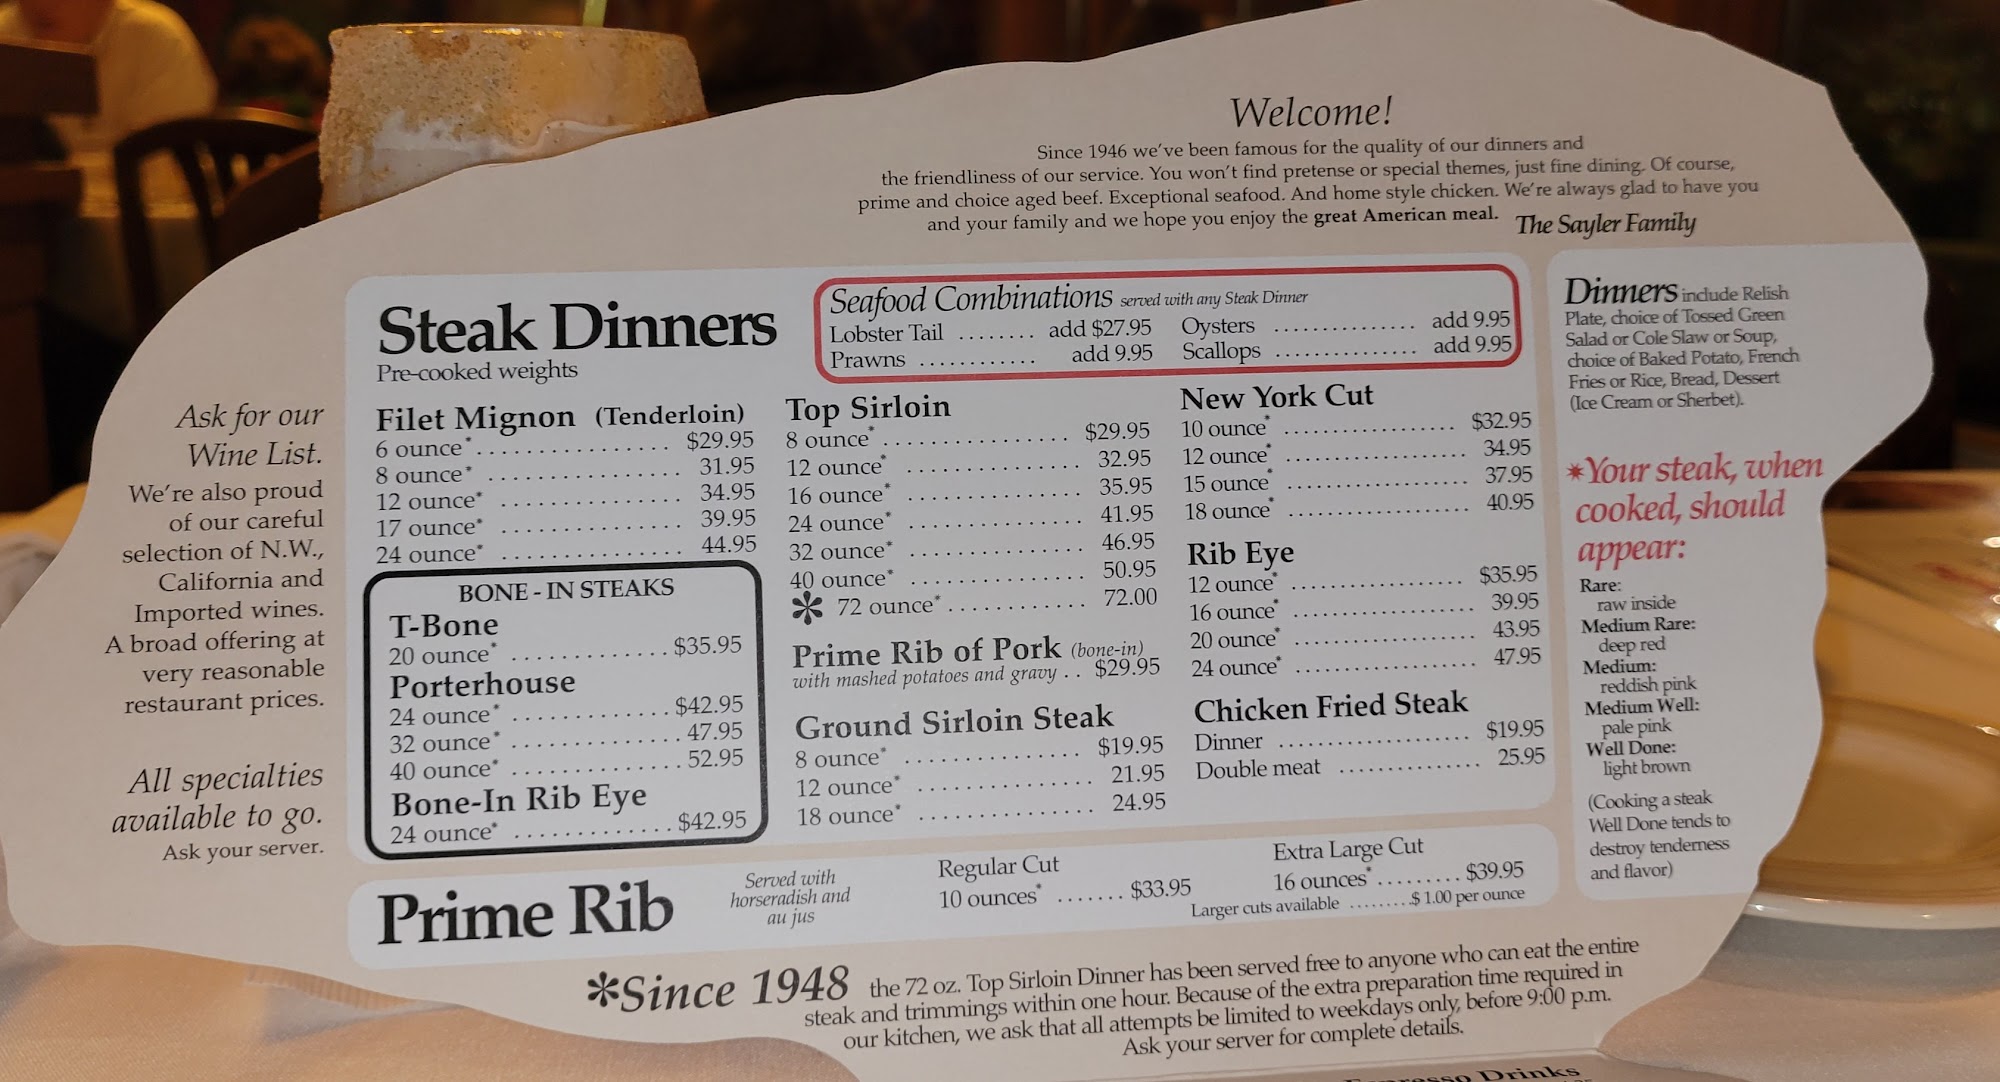 Welcome!
Since 1946 we've been famous for the quality of our dinners and
the friendliness of our service. You won't find pretense or special themes, just fine dining. Of course,
prime and choice aged beef. Exceptional seafood. And home style chicken. We're always glad to have you
and your family and we hope you enjoy the great American meal.
The Sayler Family
Ask for our
Wine List.
We're also proud
of our careful
selection of N.W.,
California and
Imported wines.
A broad offering at
very reasonable
restaurant prices.
All specialties
available to go.
Ask your server.
Steak Dinners
Pre-cooked weights
Seafood Combinations served with any Steak Dinner
Lobster Tail ........ add $27.95
Prawns ............ add 9.95
Oysters ............... add 9.95
Scallops ............... add 9.95
Filet Mignon (Tenderloin)
6 ounce* ................. $29.95
8 ounce* ................. 31.95
12 ounce* ................ 34.95
17 ounce* ................ 39.95
24 ounce* ................ 44.95
BONE - IN STEAKS
T-Bone
20 ounce* ............. $35.95
Porterhouse
24 ounce* ............. $42.95
32 ounce* .............. 47.95
40 ounce* .............. 52.95
Bone-In Rib Eye
24 ounce* ............. $42.95
Top Sirloin
8 ounce* ................. $29.95
12 ounce* ................ 32.95
16 ounce* ................ 35.95
24 ounce* ................ 41.95
32 ounce* ................ 46.95
40 ounce* ................ 50.95
* 72 ounce* ............ 72.00
Prime Rib of Pork (bone-in)
with mashed potatoes and gravy .. $29.95
Ground Sirloin Steak
8 ounce* ................. $19.95
12 ounce* ................ 21.95
18 ounce* ................ 24.95
New York Cut
10 ounce* ................ $32.95
12 ounce* ................. 34.95
15 ounce* ................. 37.95
18 ounce* ................. 40.95
Rib Eye
12 ounce* ................ $35.95
16 ounce* ................ 39.95
20 ounce* ................ 43.95
24 ounce* ................ 47.95
Chicken Fried Steak
Dinner ................... $19.95
Double meat .............. 25.95
Prime Rib
Served with
horseradish and
au jus
Regular Cut
10 ounces* ....... $33.95
Extra Large Cut
16 ounces* ......... $39.95
Larger cuts available .........$ 1.00 per ounce
Dinners include Relish
Plate, choice of Tossed Green
Salad or Cole Slaw or Soup,
choice of Baked Potato, French
Fries or Rice, Bread, Dessert
(Ice Cream or Sherbet).
*Your steak, when
cooked, should
appear:
Rare:
raw inside
Medium Rare:
deep red
Medium:
reddish pink
Medium Well:
pale pink
Well Done:
light brown
(Cooking a steak
Well Done tends to
destroy tenderness
and flavor)
*Since 1948 the 72 oz. Top Sirloin Dinner has been served free to anyone who can eat the entire
steak and trimmings within one hour. Because of the extra preparation time required in
our kitchen, we ask that all attempts be limited to weekdays only, before 9:00 p.m.
Ask your server for complete details.
Drinks